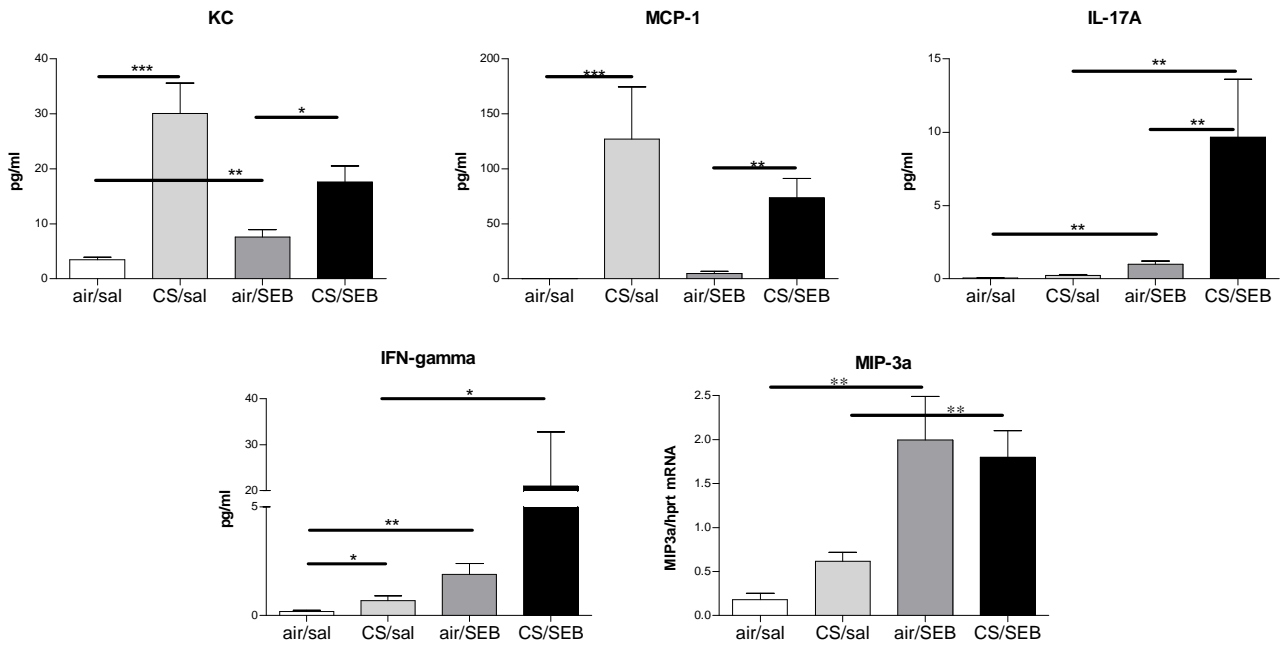 KC
***
*
**
pg/ml
40
30
20
10
0
air/sal CS/sal air/SEB CS/SEB
MCP-1
***
**
pg/ml
200
150
100
50
0
air/sal CS/sal air/SEB CS/SEB
IL-17A
**
**
**
pg/ml
15
10
5
0
air/sal CS/sal air/SEB CS/SEB
IFN-gamma
*
**
*
pg/ml
40
30
20
5
0
air/sal CS/sal air/SEB CS/SEB
MIP-3a
**
**
MIP3a/hprt mRNA
2.5
2.0
1.5
1.0
0.5
0.0
air/sal CS/sal air/SEB CS/SEB